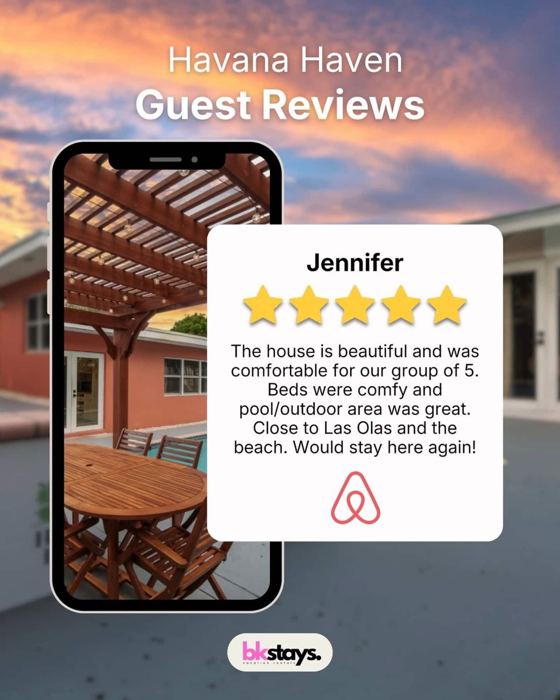 Havana Haven
Guest Reviews
Jennifer
The house is beautiful and was
comfortable for our group of 5.
Beds were comfy and
pool/outdoor area was great.
Close to Las Olas and the
beach. Would stay here again!
bkstays.
vacation rentals